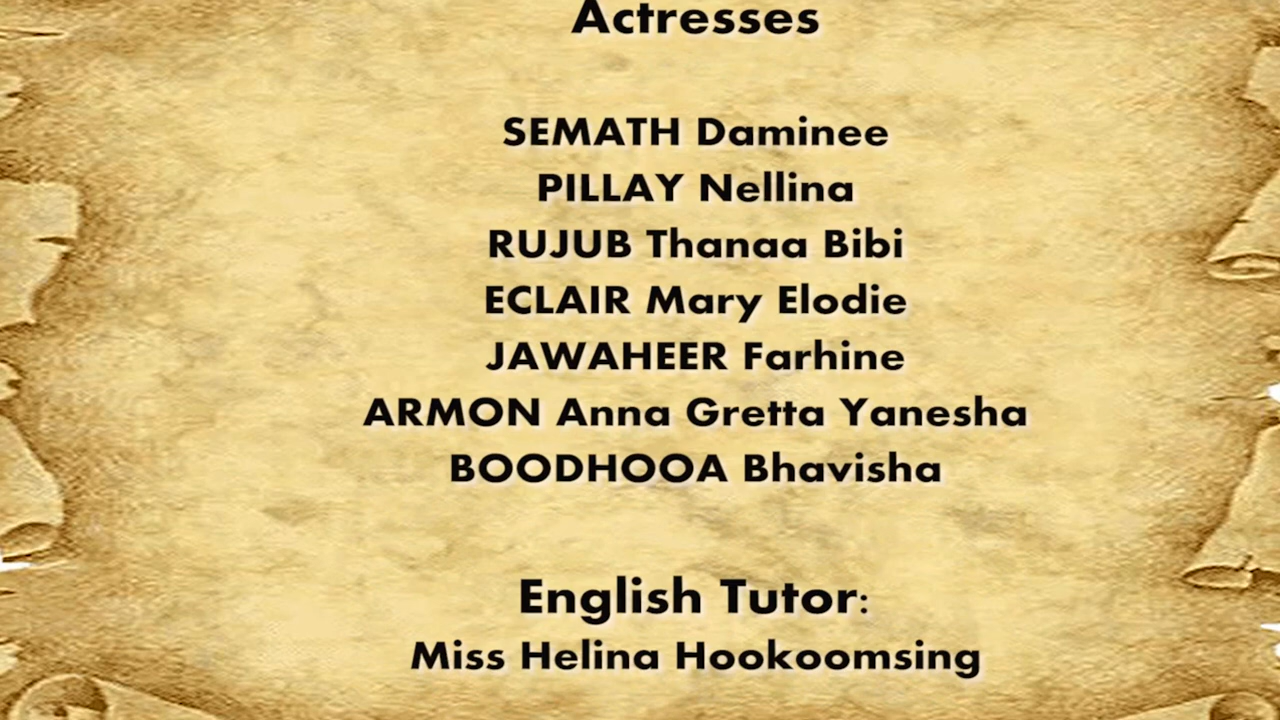 Actresses
SEMATH Daminee
PILLAY Nellina
RUJUB Thanaa Bibi
ECLAIR Mary Elodie
JAWAHEER Farhine
ARMON Anna Gretta Yanesha
BOODHOOA Bhavisha
English Tutor:
Miss Helina Hookoomsing